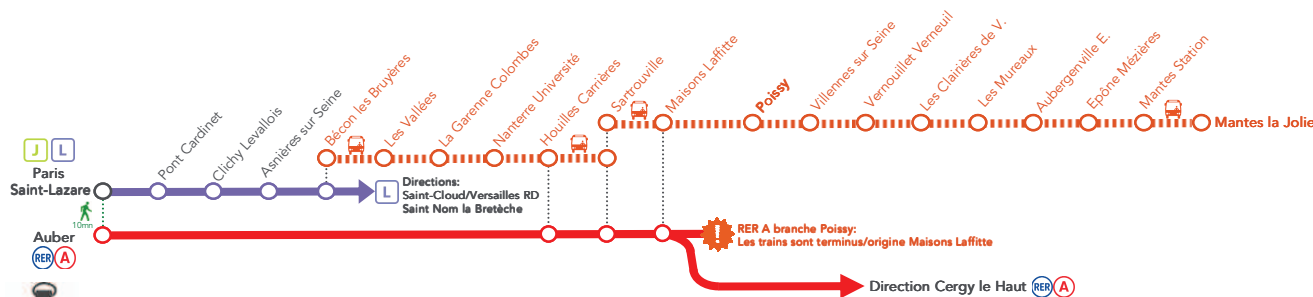 J L
Paris
Saint-Lazare
Pont Cardinet
Clichy Levallois
Asnières sur Seine
Bécon les Bruyères
Les Vallées
La Garenne Colombes
Nanterre Université
Houilles Carrières
Sartrouville
Maisons Laffitte
Poissy
Villennes sur Seine
Vernouillet Verneuil
Les Clairières de V.
Les Mureaux
Aubergenville E.
Epône Mézières
Mantes Station
Mantes la Jolie
L
Directions:
Saint-Cloud/Versailles RD
Saint Nom la Bretèche
10mn
Auber
RER A
RER A branche Poissy:
Les trains sont terminus/origine Maisons Laffitte
Direction Cergy le Haut RER A